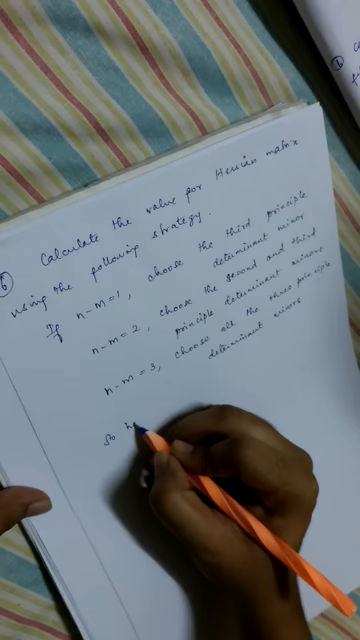 ⑥ Calculate the value for Hessian matrix
using the following strategy.
If n-m=1, choose the third principle
determinant minor
n-m=2, choose the second and third
principle determinant minors
n-m=3, choose all the three principle
determinant minors
So